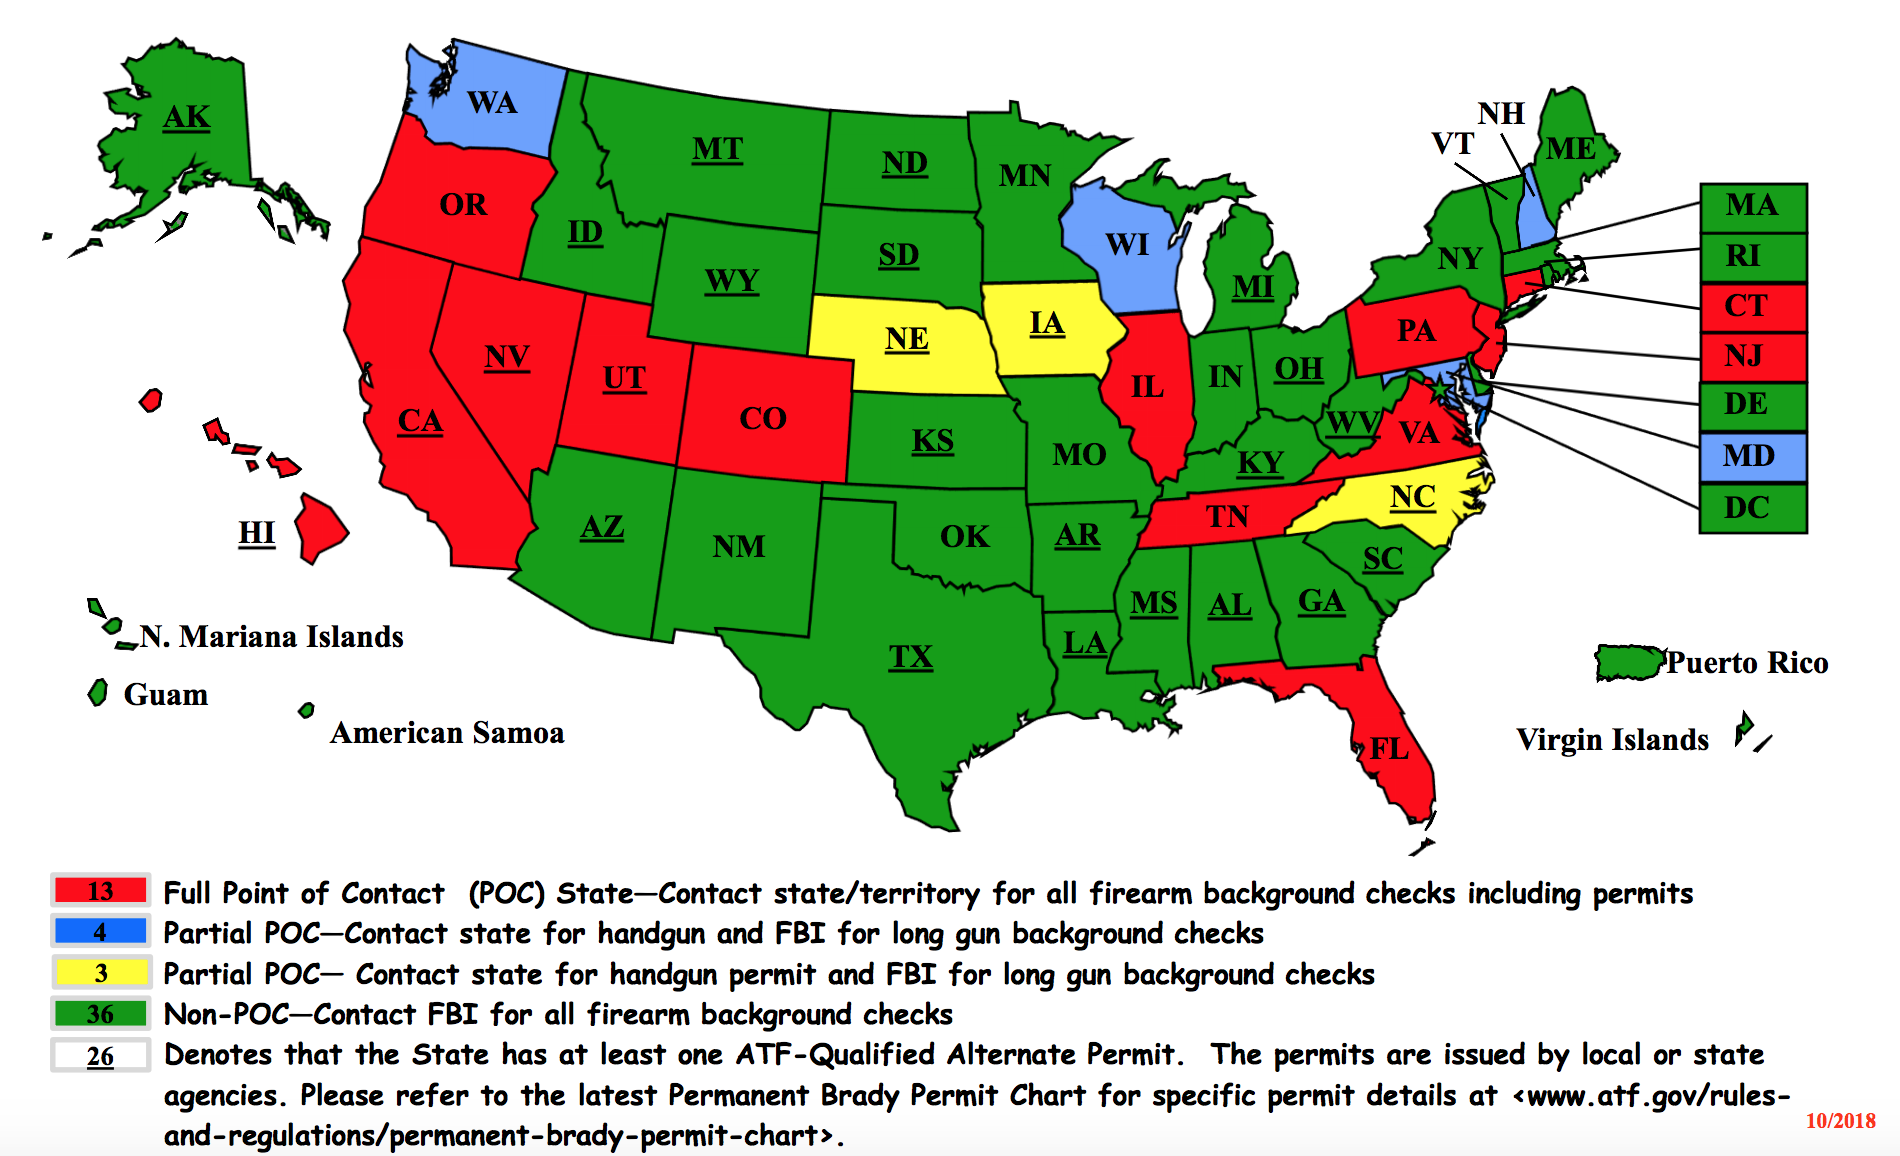 NH
VT
AK
WA
ME
MT
ND
MN
MA
OR
ID
WI
NY
RI
SD
WY
MI
CT
IA
PA
NE
NJ
NV
UT
IN
OH
IL
DE
CO
CA
WV
VA
KS
MO
KY
MD
NC
DC
TN
HI
AZ
NM
OK
AR
SC
MS
AL
GA
N. Mariana Islands
LA
TX
Puerto Rico
Guam
American Samoa
Virgin Islands
FL
13 Full Point of Contact (POC) State—Contact state/territory for all firearm background checks including permits
4 Partial POC—Contact state for handgun and FBI for long gun background checks
3 Partial POC— Contact state for handgun permit and FBI for long gun background checks
36 Non-POC—Contact FBI for all firearm background checks
26 Denotes that the State has at least one ATF-Qualified Alternate Permit. The permits are issued by local or state
agencies. Please refer to the latest Permanent Brady Permit Chart for specific permit details at <www.atf.gov/rules-
and-regulations/permanent-brady-permit-chart>.
10/2018